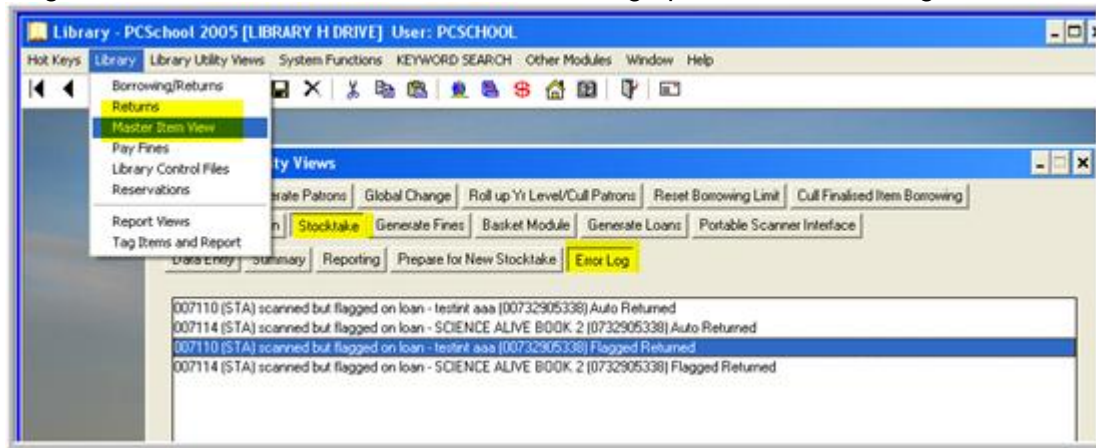 Library - PCSchool 2005 [LIBRARY H DRIVE] User: PCSCHOOL
Hot Keys Library Library Utility Views System Functions KEYWORD SEARCH Other Modules Window Help
Borrowing/Returns
Returns
Master Item View
Pay Fines
Library Control Files
Reservations
Report Views
Tag Items and Report
ty Views
erate Patrons Global Change Roll up Yr Level/Cull Patrons Reset Borrowing Limit Cull Finalised Item Borrowing
n Stocktake Generate Fines Basket Module Generate Loans Portable Scanner Interface
Data Entry Summary Reporting Prepare for New Stocktake Error Log
007110 (STA) scanned but flagged on loan - testint aaa (00732905338) Auto Returned
007114 (STA) scanned but flagged on loan - SCIENCE ALIVE BOOK 2 (0732905338) Auto Returned
007110 (STA) scanned but flagged on loan - testint aaa (00732905338) Flagged Returned
007114 (STA) scanned but flagged on loan - SCIENCE ALIVE BOOK 2 (0732905338) Flagged Returned